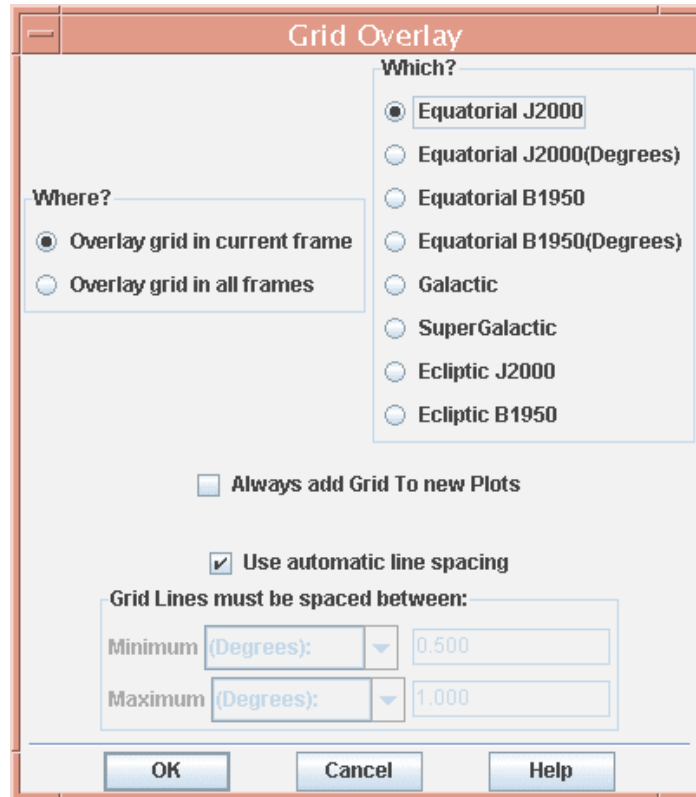 Grid Overlay
Where?
Overlay grid in current frame
Overlay grid in all frames
Which?
Equatorial J2000
Equatorial J2000(Degrees)
Equatorial B1950
Equatorial B1950(Degrees)
Galactic
SuperGalactic
Ecliptic J2000
Ecliptic B1950
Always add Grid To new Plots
Use automatic line spacing
Grid Lines must be spaced between:
Minimum (Degrees): 0.500
Maximum (Degrees): 1.000
OK Cancel Help